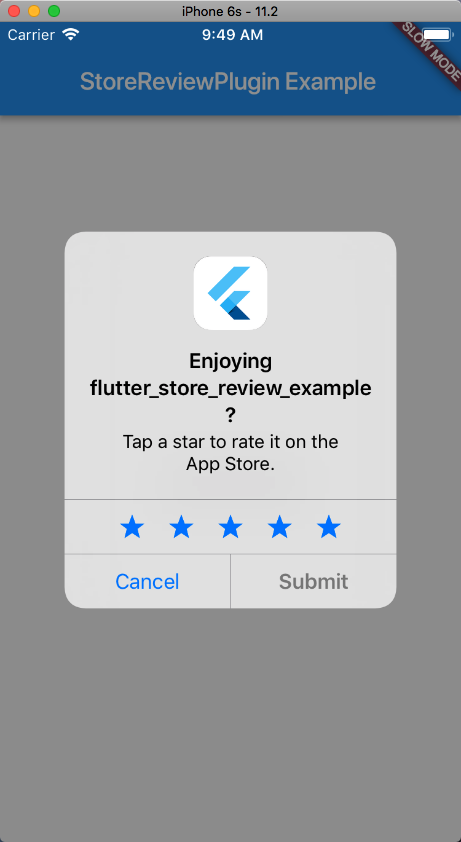 iPhone 6s - 11.2
Carrier 9:49 AM
SLOW MODE
StoreReviewPlugin Example
Enjoying
flutter_store_review_example
?
Tap a star to rate it on the
App Store.
Cancel Submit